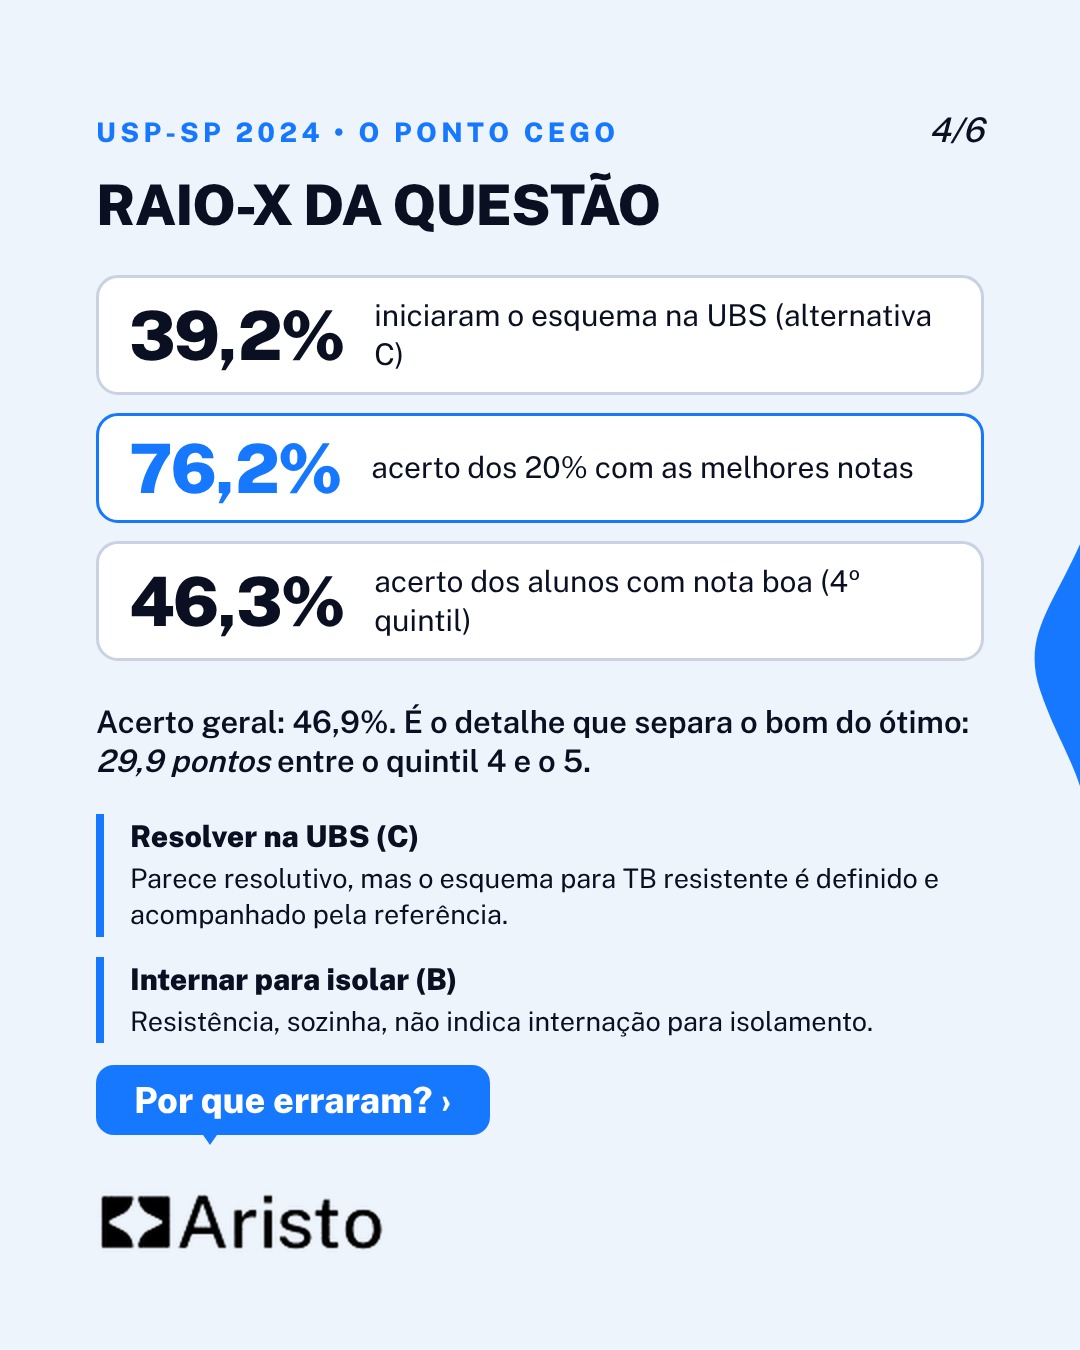 USP-SP 2024 • O PONTO CEGO
4/6
RAIO-X DA QUESTÃO
39,2%
iniciaram o esquema na UBS (alternativa
C)
76,2%
acerto dos 20% com as melhores notas
46,3%
acerto dos alunos com nota boa (4º
quintil)
Acerto geral: 46,9%. É o detalhe que separa o bom do ótimo:
29,9 pontos entre o quintil 4 e o 5.
Resolver na UBS (C)
Parece resolutivo, mas o esquema para TB resistente é definido e
acompanhado pela referência.
Internar para isolar (B)
Resistência, sozinha, não indica internação para isolamento.
Por que erraram? ›
Aristo